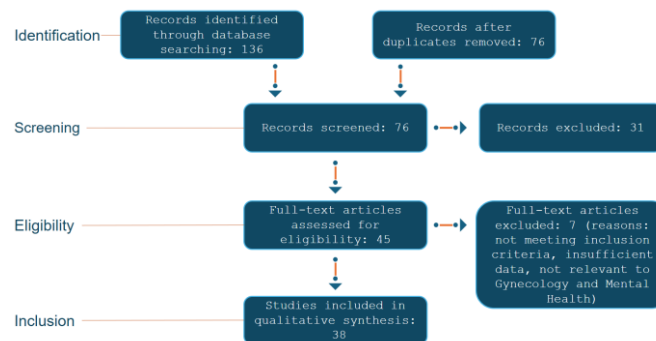 Identification
Records identified
through database
searching: 136
Records after
duplicates removed: 76
Screening
Records screened: 76
Records excluded: 31
Eligibility
Full-text articles
assessed for
eligibility: 45
Full-text articles
excluded: 7 (reasons:
not meeting inclusion
criteria, insufficient
data, not relevant to
Gynecology and Mental
Health)
Inclusion
Studies included in
qualitative synthesis:
38